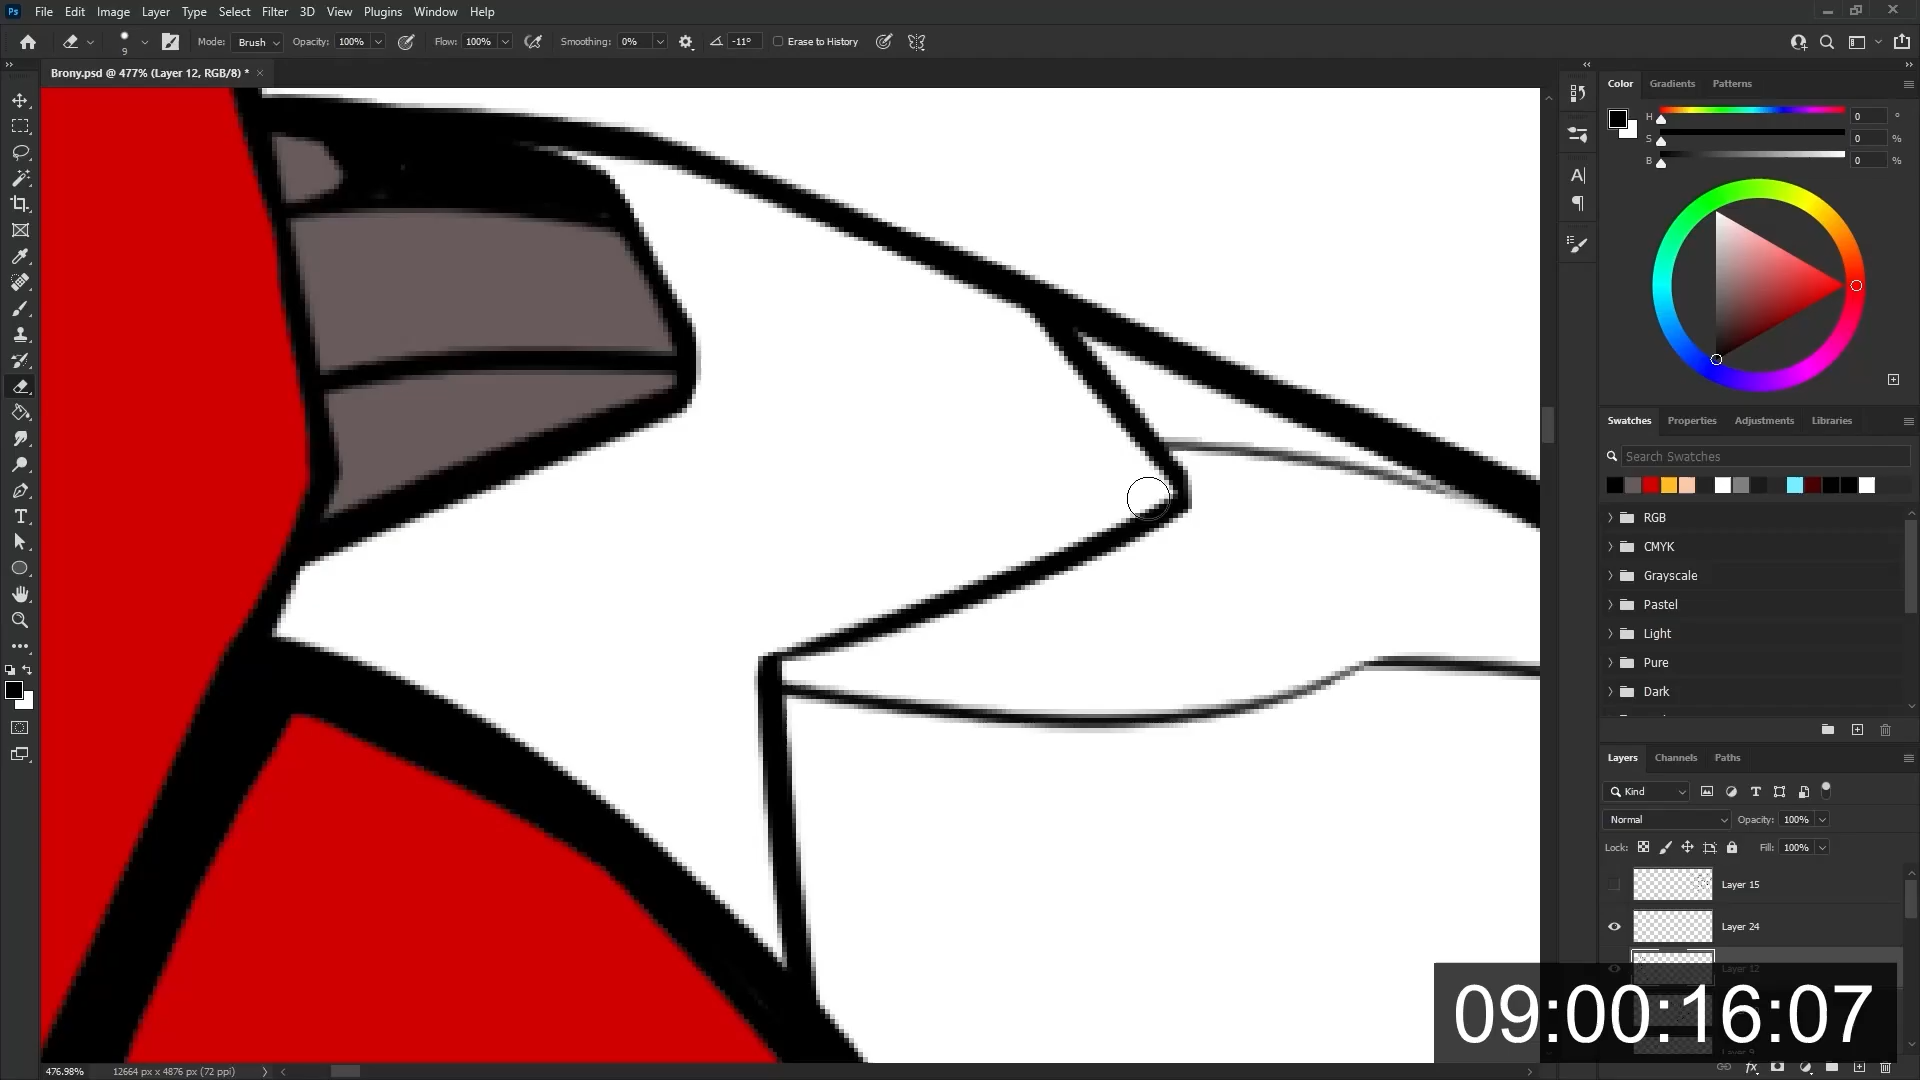 Ps File Edit Image Layer Type Select Filter 3D View Plugins Window Help
9 Mode: Brush Opacity: 100% Flow: 100% Smoothing: 0% -11° Erase to History
Brony.psd @ 477% (Layer 12, RGB/8) * ×
Color Gradients Patterns
H 0 °
S 0 %
B 0 %
Swatches Properties Adjustments Libraries
Search Swatches
RGB
CMYK
Grayscale
Pastel
Light
Pure
Dark
Layers Channels Paths
Kind
Normal Opacity: 100%
Lock: Fill: 100%
Layer 15
Layer 24
Layer 12
09:00:16:07
476.98% 12664 px x 4876 px (72 ppi)